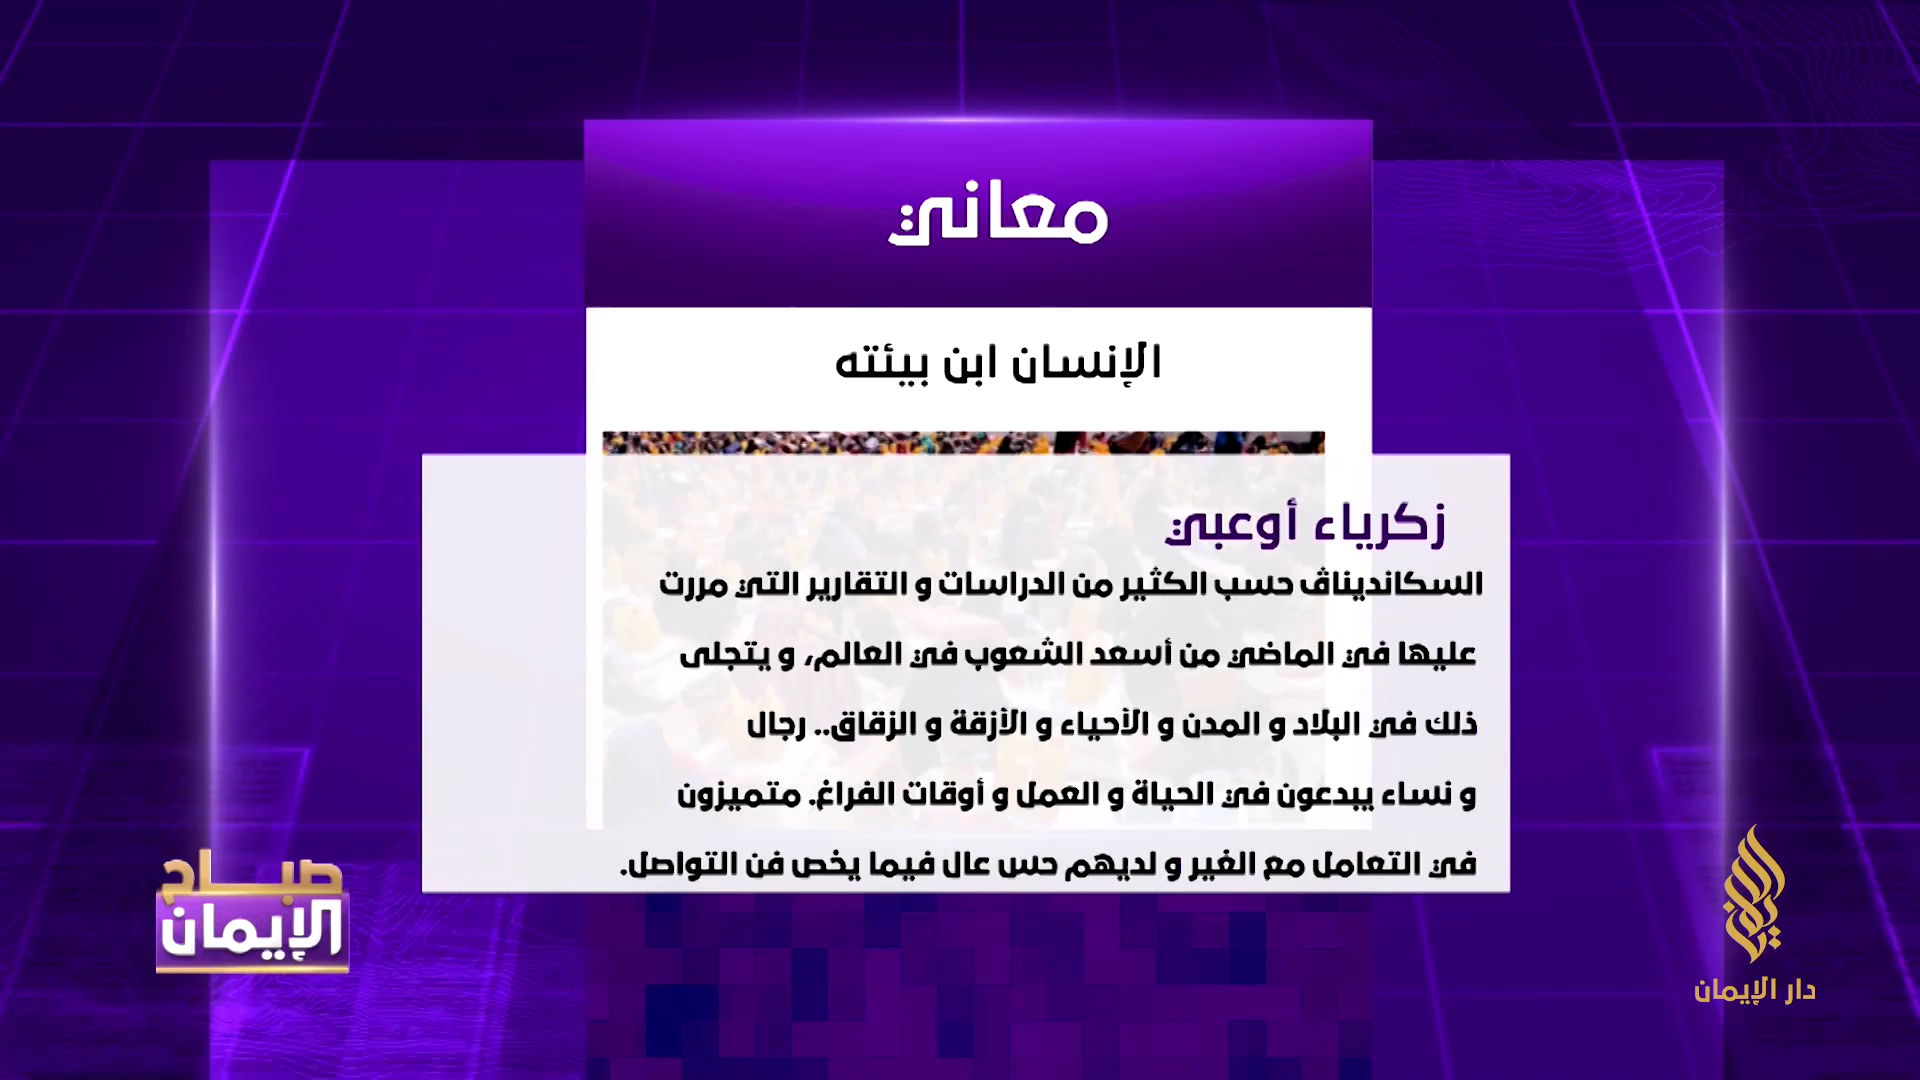 معاني
الإنسان ابن بيئته
زكرياء أوعبي
السكانديناڤ حسب الكثير من الدراسات و التقارير التي مررت
عليها في الماضي من أسعد الشعوب في العالم، و يتجلى
ذلك في البلاد و المدن و الأحياء و الأزقة و الزقاق.. رجال
و نساء يبدعون في الحياة و العمل و أوقات الفراغ. متميزون
في التعامل مع الغير و لديهم حس عال فيما يخص فن التواصل.
صباح
الإيمان
دار الإيمان